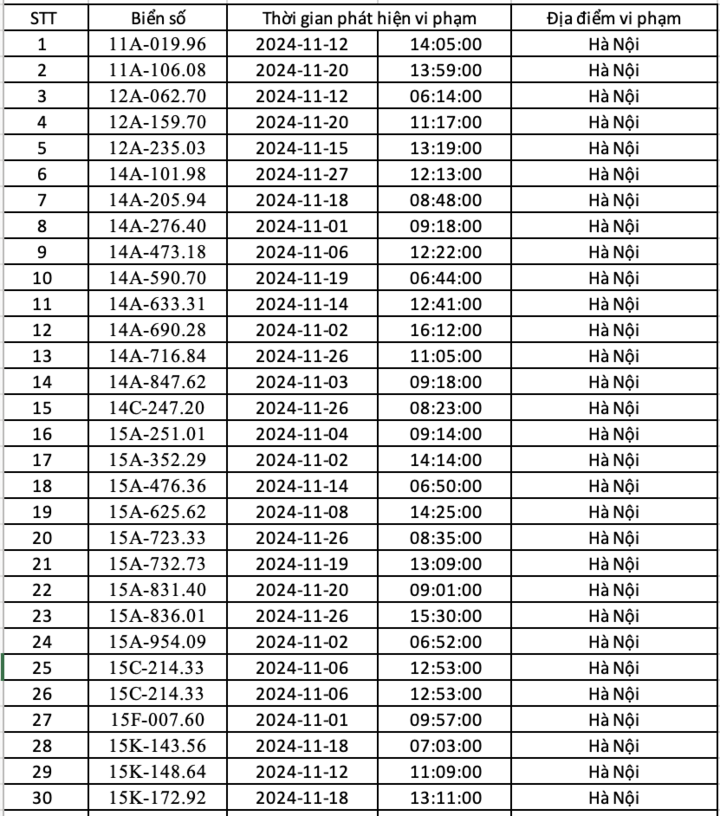 STT Biển số Thời gian phát hiện vi phạm Địa điểm vi phạm
1 11A-019.96 2024-11-12 14:05:00 Hà Nội
2 11A-106.08 2024-11-20 13:59:00 Hà Nội
3 12A-062.70 2024-11-12 06:14:00 Hà Nội
4 12A-159.70 2024-11-20 11:17:00 Hà Nội
5 12A-235.03 2024-11-15 13:19:00 Hà Nội
6 14A-101.98 2024-11-27 12:13:00 Hà Nội
7 14A-205.94 2024-11-18 08:48:00 Hà Nội
8 14A-276.40 2024-11-01 09:18:00 Hà Nội
9 14A-473.18 2024-11-06 12:22:00 Hà Nội
10 14A-590.70 2024-11-19 06:44:00 Hà Nội
11 14A-633.31 2024-11-14 12:41:00 Hà Nội
12 14A-690.28 2024-11-02 16:12:00 Hà Nội
13 14A-716.84 2024-11-26 11:05:00 Hà Nội
14 14A-847.62 2024-11-03 09:18:00 Hà Nội
15 14C-247.20 2024-11-26 08:23:00 Hà Nội
16 15A-251.01 2024-11-04 09:14:00 Hà Nội
17 15A-352.29 2024-11-02 14:14:00 Hà Nội
18 15A-476.36 2024-11-14 06:50:00 Hà Nội
19 15A-625.62 2024-11-08 14:25:00 Hà Nội
20 15A-723.33 2024-11-26 08:35:00 Hà Nội
21 15A-732.73 2024-11-19 13:09:00 Hà Nội
22 15A-831.40 2024-11-20 09:01:00 Hà Nội
23 15A-836.01 2024-11-26 15:30:00 Hà Nội
24 15A-954.09 2024-11-02 06:52:00 Hà Nội
25 15C-214.33 2024-11-06 12:53:00 Hà Nội
26 15C-214.33 2024-11-06 12:53:00 Hà Nội
27 15F-007.60 2024-11-01 09:57:00 Hà Nội
28 15K-143.56 2024-11-18 07:03:00 Hà Nội
29 15K-148.64 2024-11-12 11:09:00 Hà Nội
30 15K-172.92 2024-11-18 13:11:00 Hà Nội